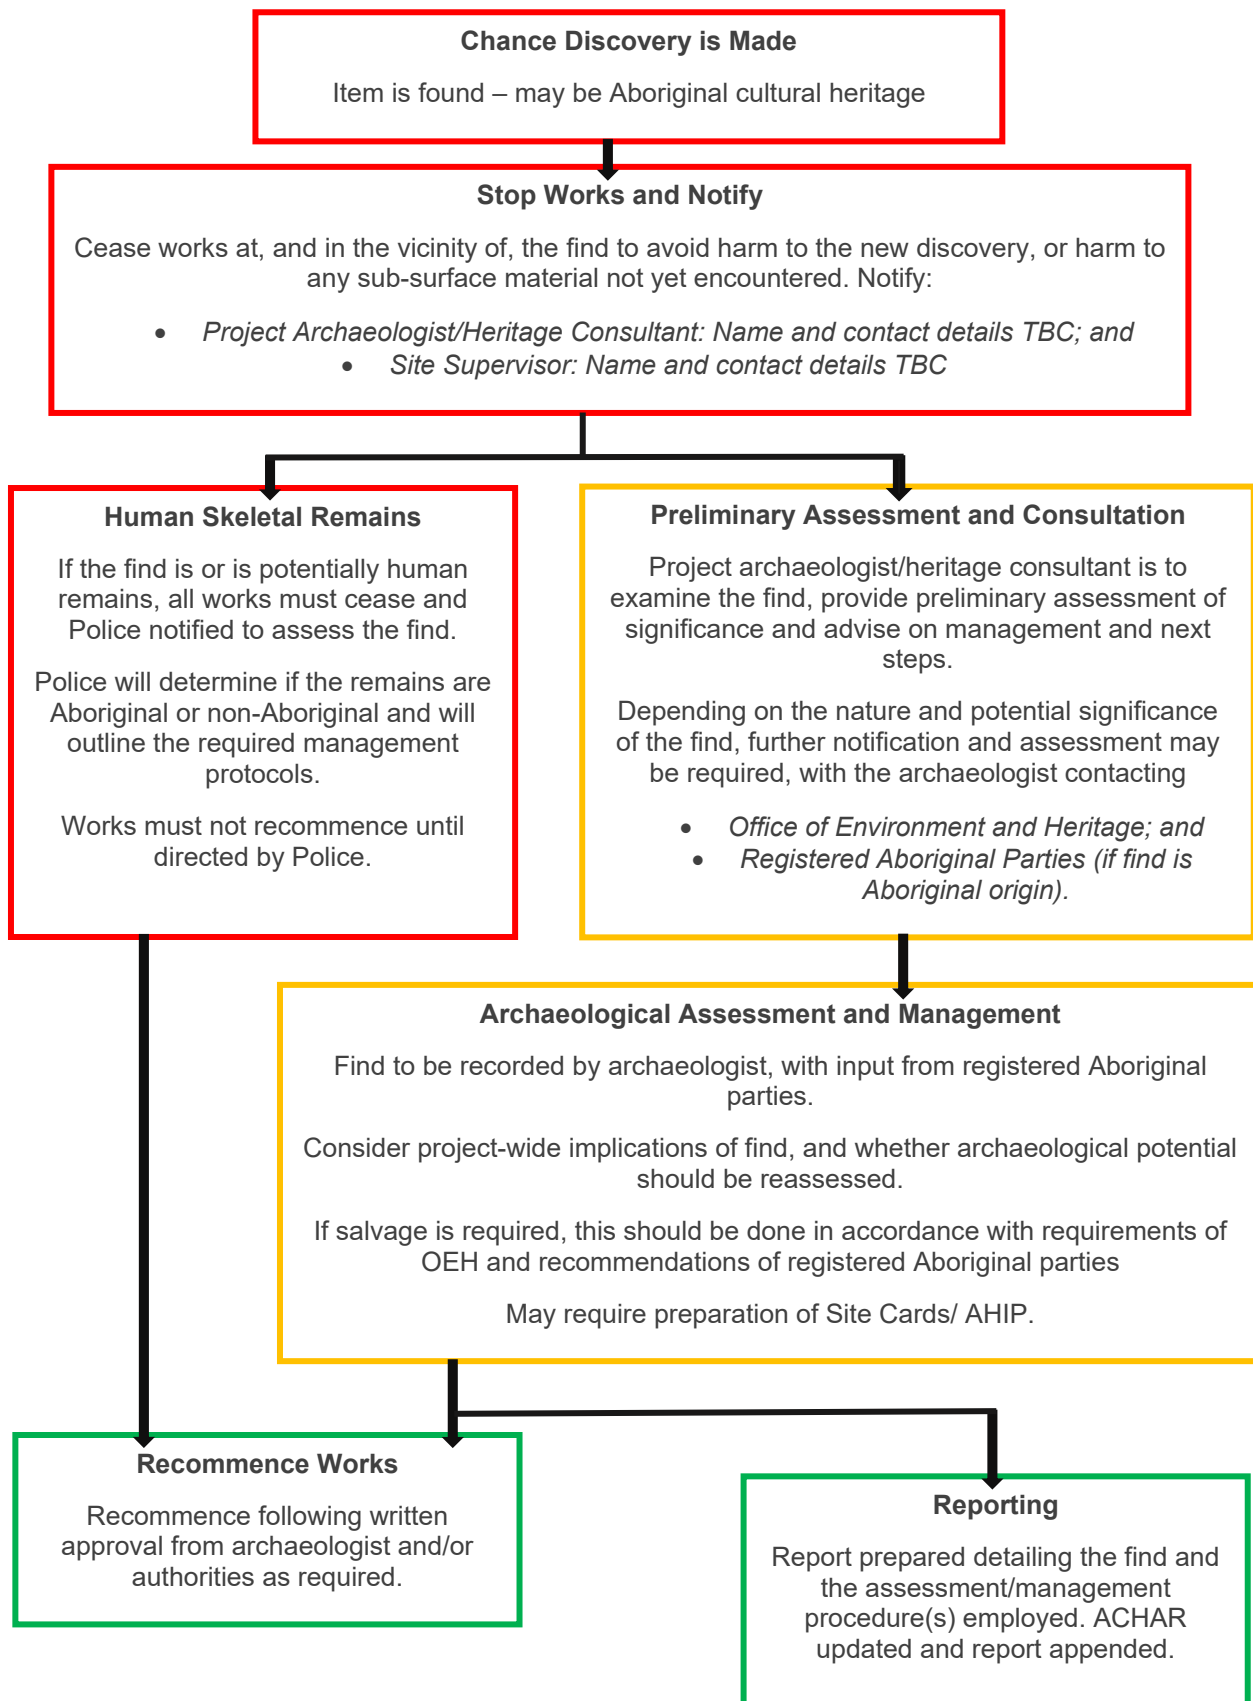 Chance Discovery is Made
Item is found – may be Aboriginal cultural heritage
Stop Works and Notify
Cease works at, and in the vicinity of, the find to avoid harm to the new discovery, or harm to
any sub-surface material not yet encountered. Notify:
• Project Archaeologist/Heritage Consultant: Name and contact details TBC; and
• Site Supervisor: Name and contact details TBC
Human Skeletal Remains
If the find is or is potentially human
remains, all works must cease and
Police notified to assess the find.
Police will determine if the remains are
Aboriginal or non-Aboriginal and will
outline the required management
protocols.
Works must not recommence until
directed by Police.
Preliminary Assessment and Consultation
Project archaeologist/heritage consultant is to
examine the find, provide preliminary assessment of
significance and advise on management and next
steps.
Depending on the nature and potential significance
of the find, further notification and assessment may
be required, with the archaeologist contacting
• Office of Environment and Heritage; and
• Registered Aboriginal Parties (if find is
Aboriginal origin).
Archaeological Assessment and Management
Find to be recorded by archaeologist, with input from registered Aboriginal
parties.
Consider project-wide implications of find, and whether archaeological potential
should be reassessed.
If salvage is required, this should be done in accordance with requirements of
OEH and recommendations of registered Aboriginal parties
May require preparation of Site Cards/ AHIP.
Recommence Works
Recommence following written
approval from archaeologist and/or
authorities as required.
Reporting
Report prepared detailing the find and
the assessment/management
procedure(s) employed. ACHAR
updated and report appended.